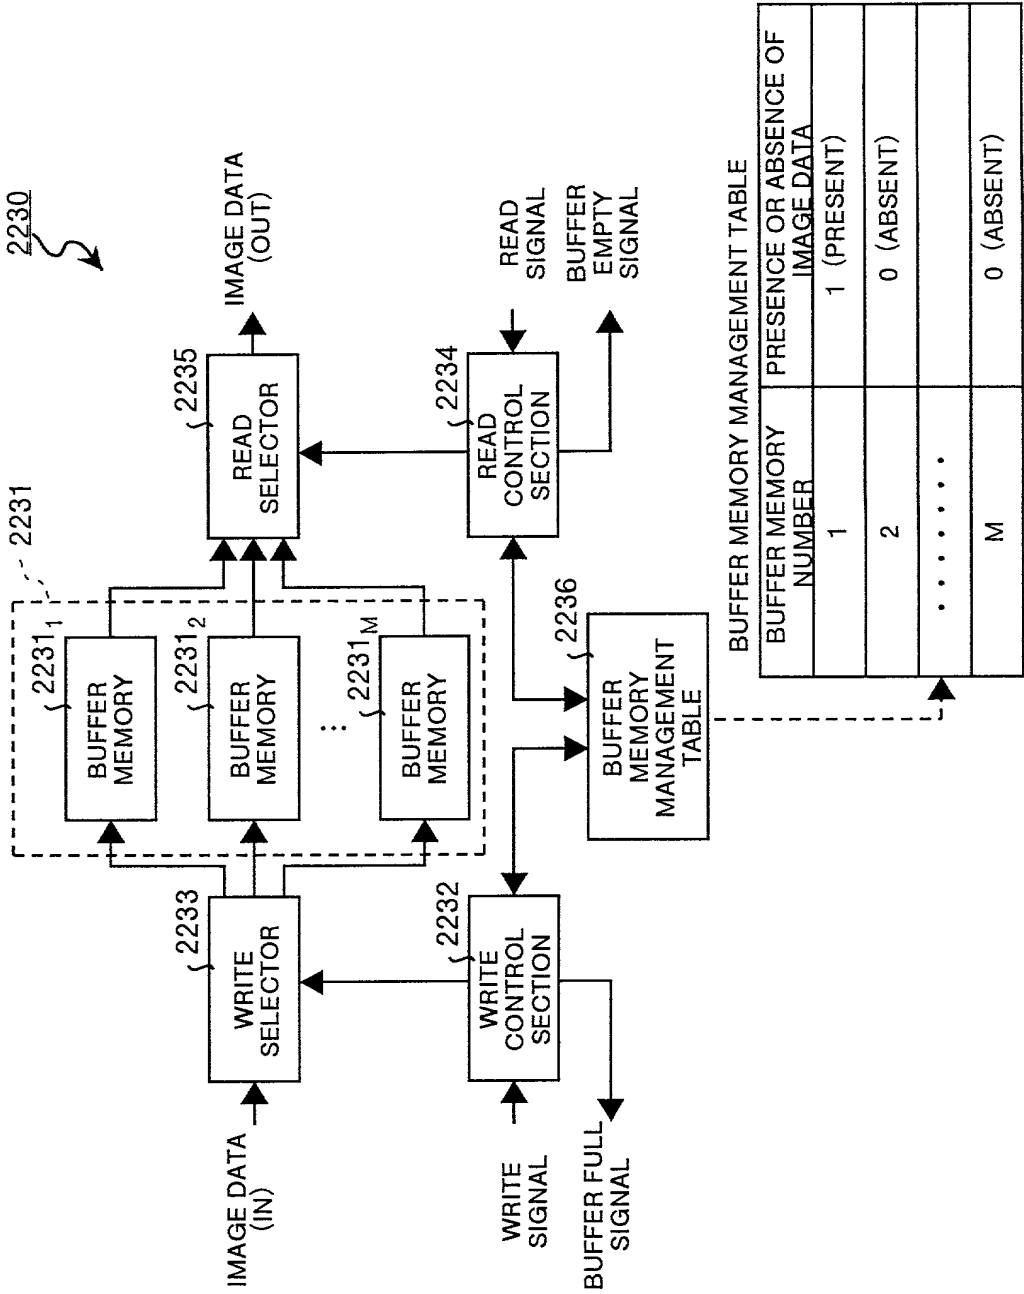 2230
2231
IMAGE DATA
(IN)
2233
WRITE
SELECTOR
2231₁
BUFFER
MEMORY
2231₂
BUFFER
MEMORY
...
2231M
BUFFER
MEMORY
2235
READ
SELECTOR
IMAGE DATA
(OUT)
WRITE
SIGNAL
2232
WRITE
CONTROL
SECTION
BUFFER FULL
SIGNAL
2234
READ
CONTROL
SECTION
READ
SIGNAL
BUFFER
EMPTY
SIGNAL
2236
BUFFER
MEMORY
MANAGEMENT
TABLE
BUFFER MEMORY MANAGEMENT TABLE
BUFFER MEMORY
NUMBER
PRESENCE OR ABSENCE OF
IMAGE DATA
1
1 (PRESENT)
2
0 (ABSENT)
.......
M
0 (ABSENT)